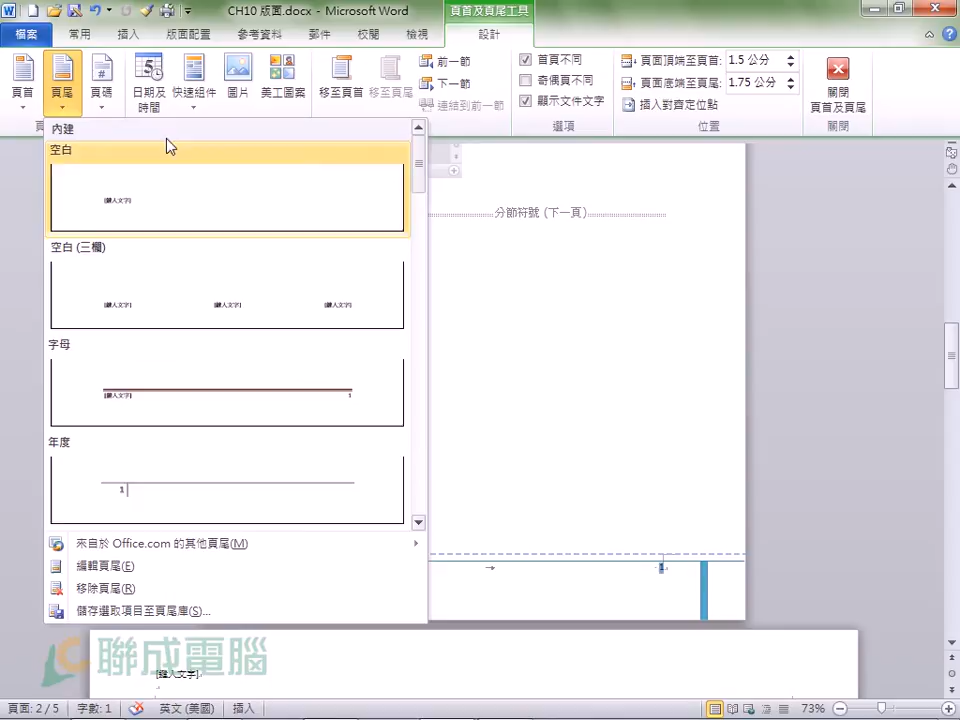 CH10 版面.docx - Microsoft Word
頁首及頁尾工具
檔案 常用 插入 版面配置 參考資料 郵件 校閱 檢視 設計
頁首 頁尾 頁碼 日期及時間 快速組件 圖片 美工圖案 移至頁首 移至頁尾
前一節
下一節
連結到前一節
首頁不同
奇偶頁不同
顯示文件文字
選項
頁面頂端至頁首: 1.5 公分
頁面底端至頁尾: 1.75 公分
插入對齊定位點
位置
關閉
頁首及頁尾
關閉
內建
空白
[鍵入文字]
空白 (三欄)
[鍵入文字] [鍵入文字] [鍵入文字]
字母
[鍵入文字] 1
年度
1
來自於 Office.com 的其他頁尾(M)
編輯頁尾(E)
移除頁尾(R)
儲存選取項目至頁尾庫(S)...
分節符號 (下一頁)
1
聯成電腦
[鍵入文字]
頁面: 2 / 5 字數: 1 英文 (美國) 插入 73%